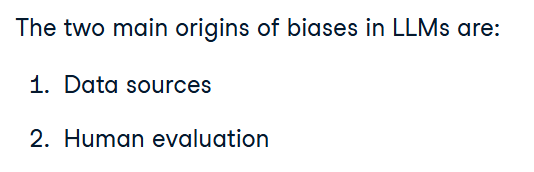 The two main origins of biases in LLMs are:
1. Data sources
2. Human evaluation